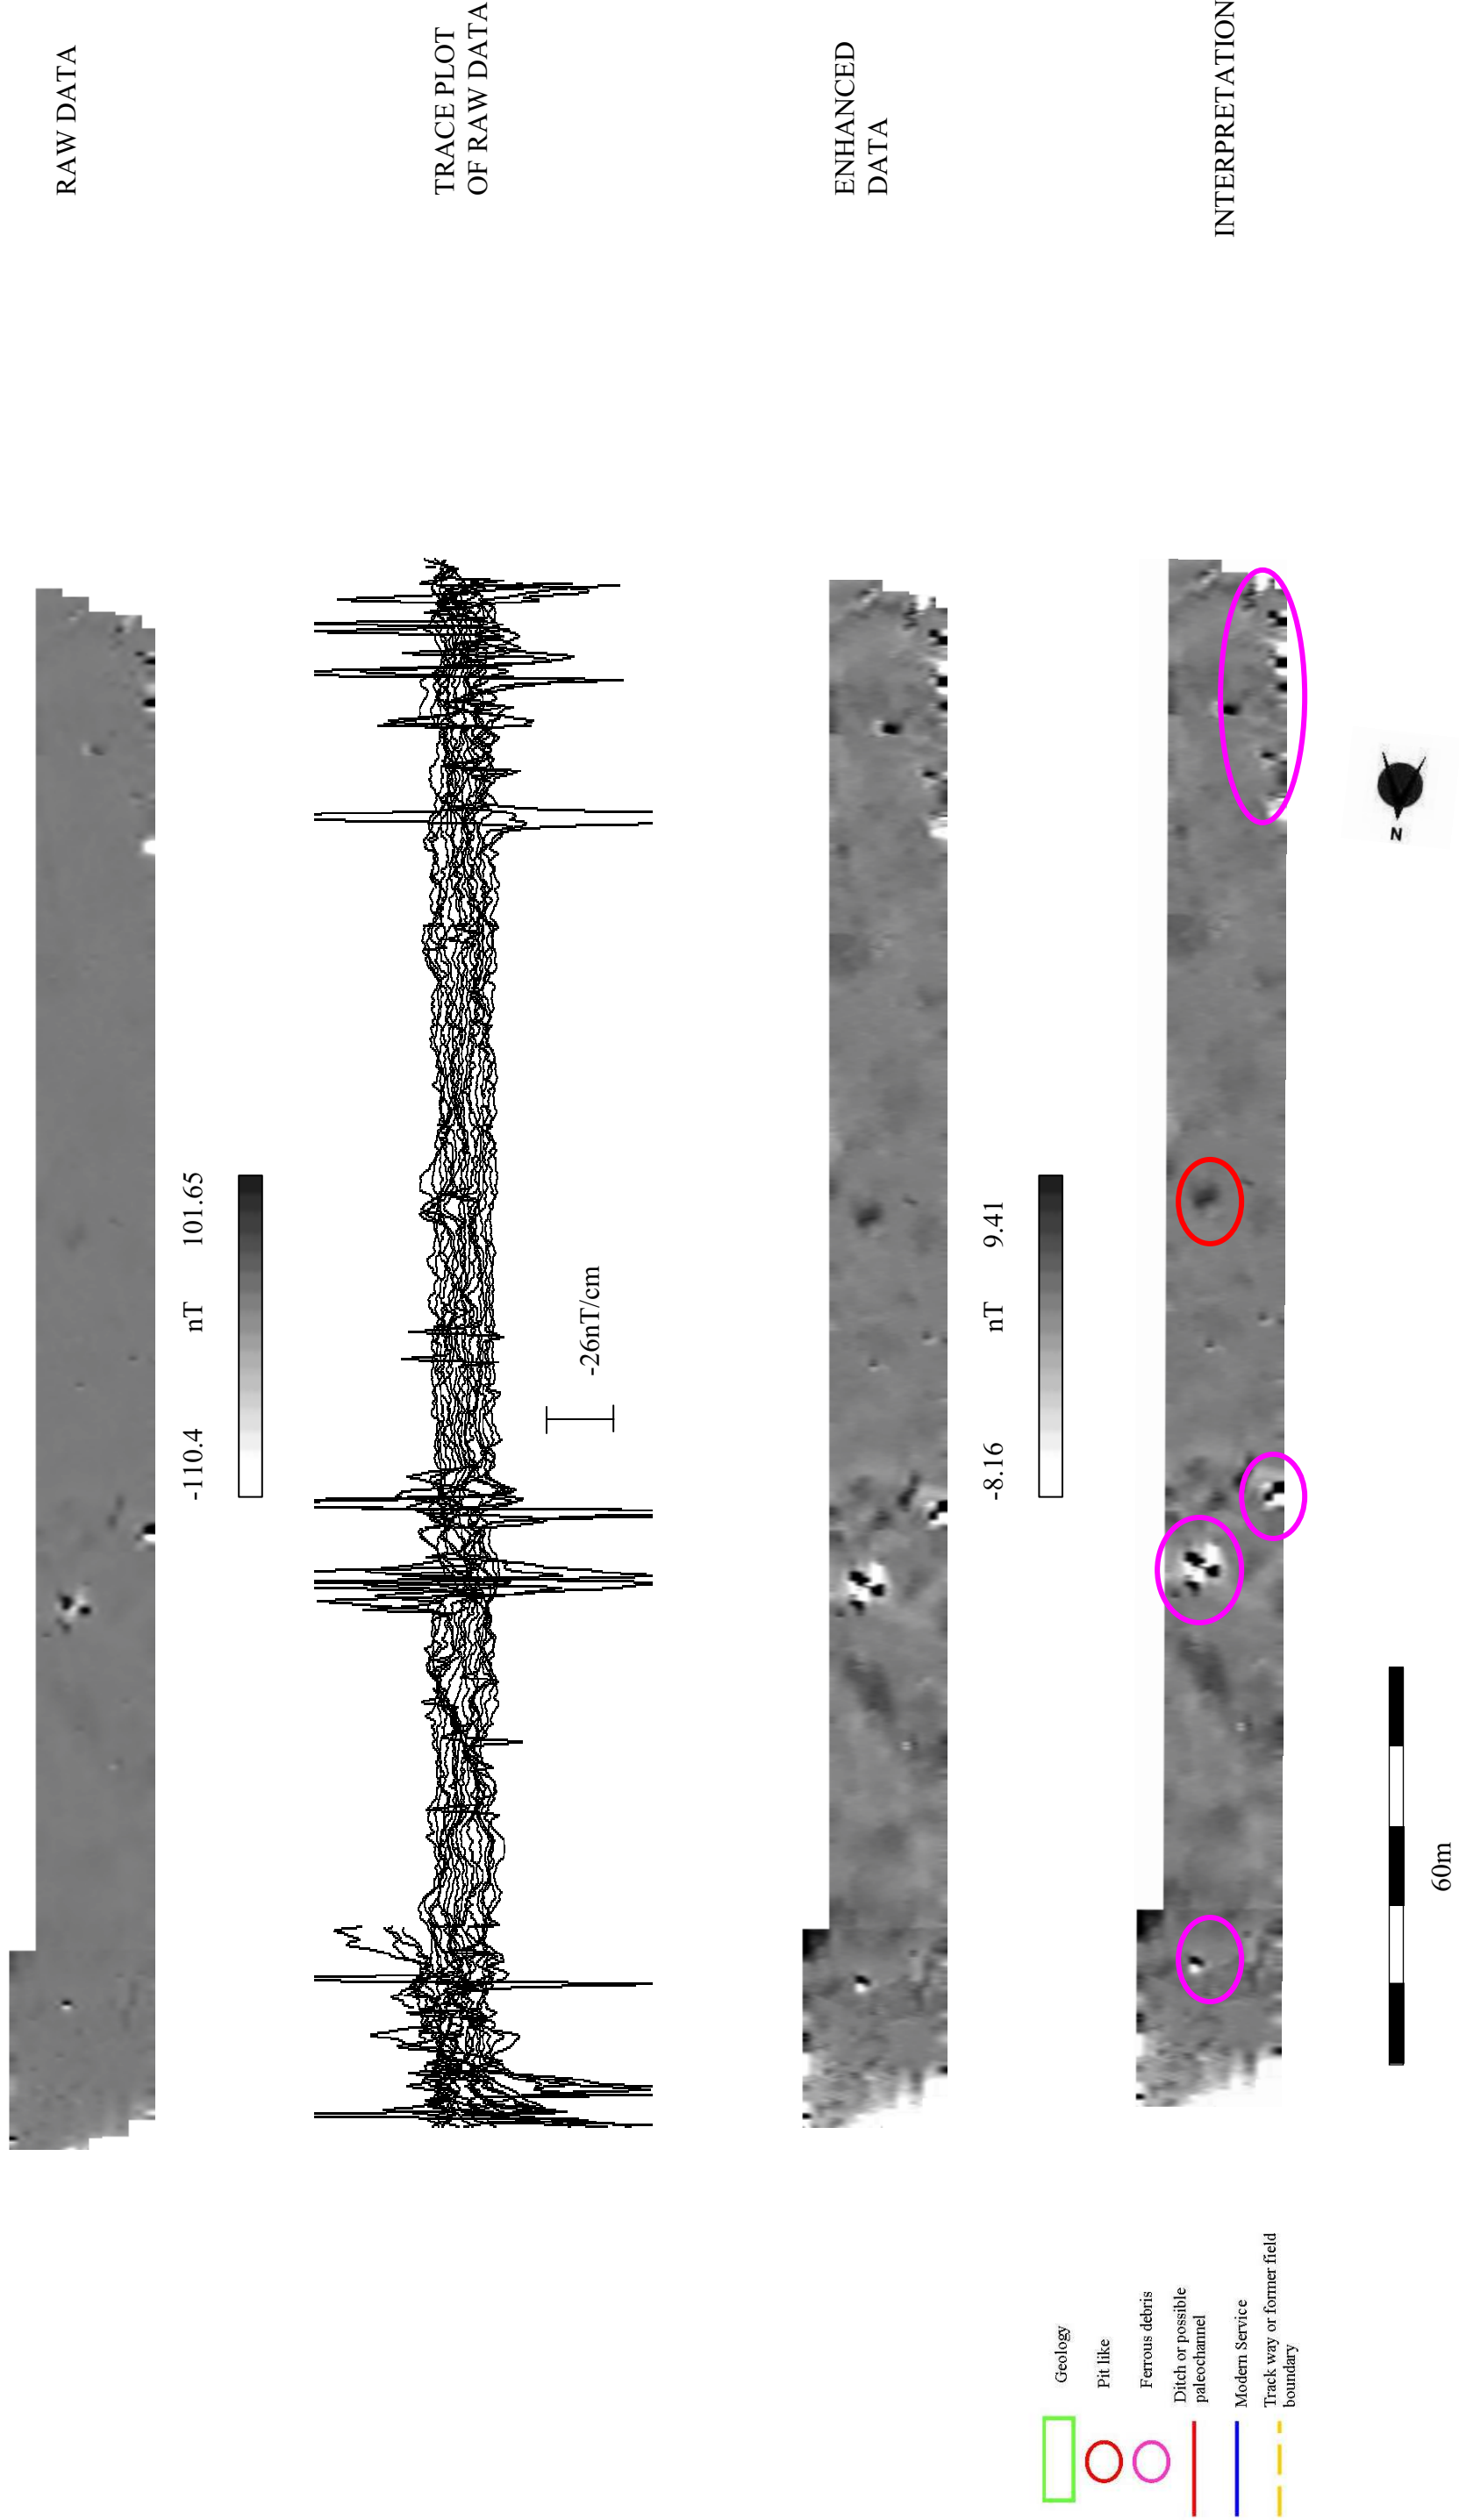 RAW DATA
-110.4
nT
101.65
TRACE PLOT
OF RAW DATA
-26nT/cm
ENHANCED
DATA
-8.16
nT
9.41
INTERPRETATION
N
60m
Geology
Pit like
Ferrous debris
Ditch or possible
paleochannel
Modern Service
Track way or former field
boundary